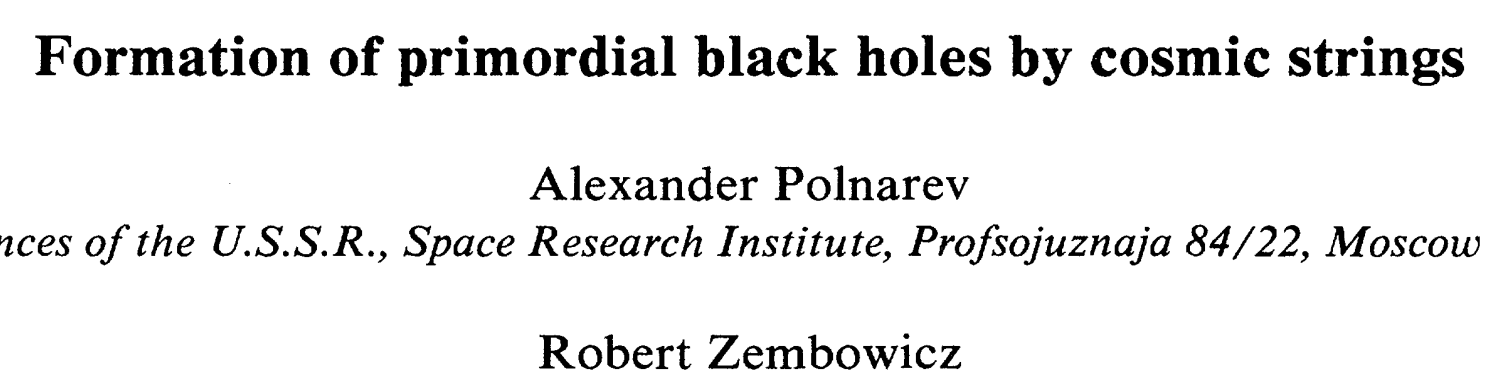 Formation of primordial black holes by cosmic strings
Alexander Polnarev
of the U.S.S.R., Space Research Institute, Profsojuznaja 84/22, Moscow
Robert Zembowicz